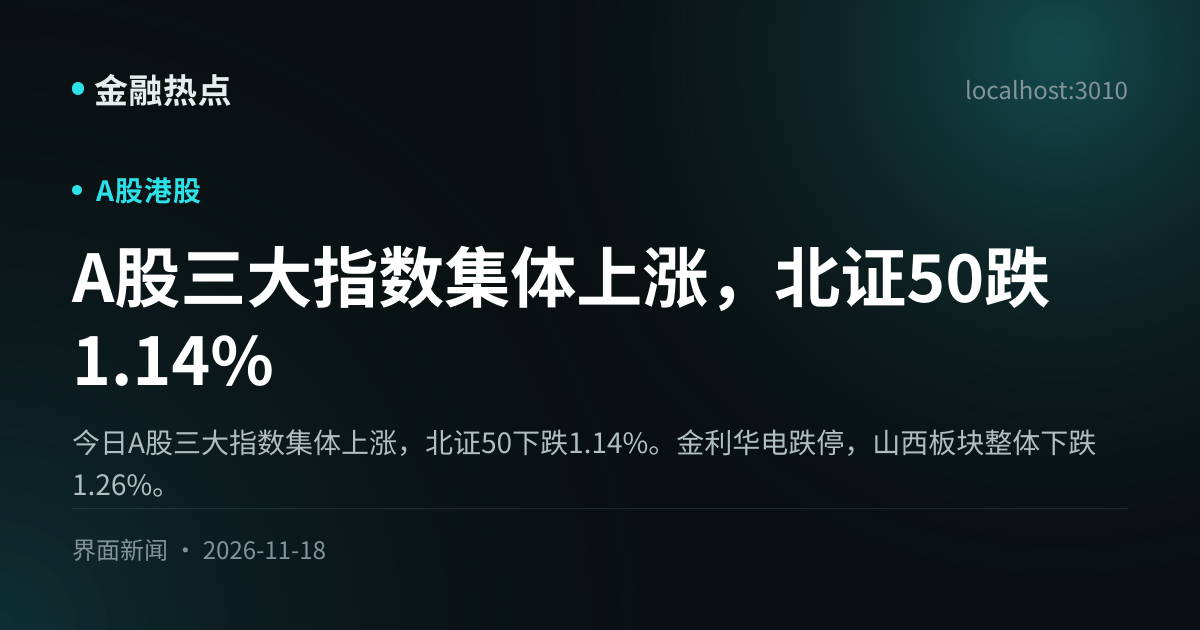 金融热点
localhost:3010
A股港股
A股三大指数集体上涨，北证50跌
1.14%
今日A股三大指数集体上涨，北证50下跌1.14%。金利华电跌停，山西板块整体下跌
1.26%。
界面新闻 • 2026-11-18